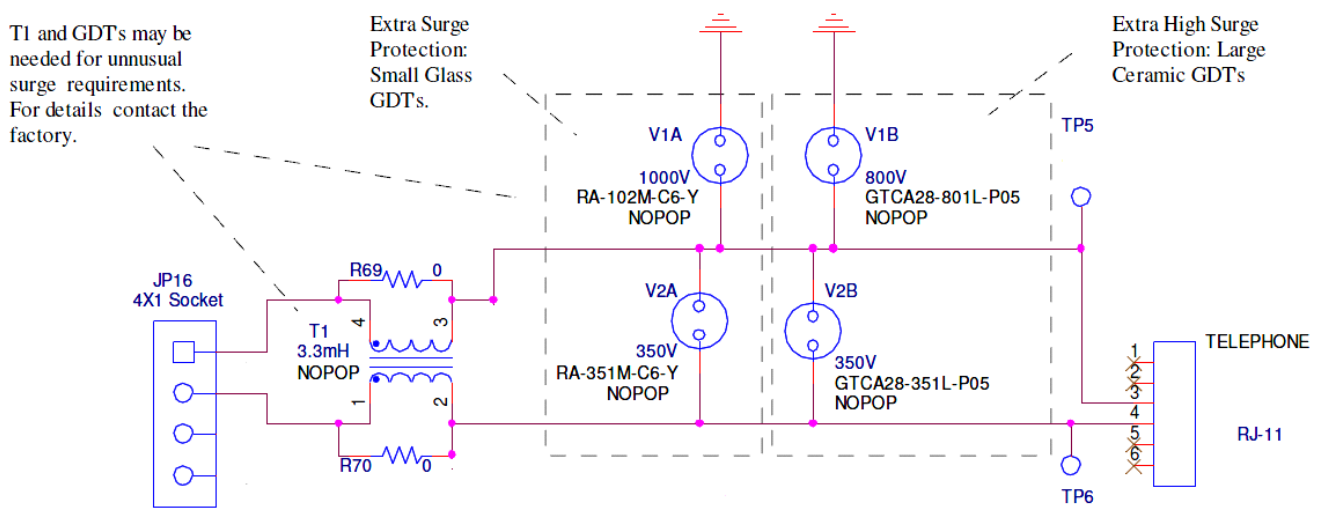 T1 and GDT's may be
needed for unnusual
surge requirements.
For details contact the
factory.
Extra Surge
Protection:
Small Glass
GDT's.
Extra High Surge
Protection: Large
Ceramic GDT's
V1A
1000V
RA-102M-C6-Y
NOPOP
V1B
800V
GTCA28-801L-P05
NOPOP
TP5
JP16
4X1 Socket
R69
0
4
3
T1
3.3mH
NOPOP
1
2
R70
0
V2A
350V
RA-351M-C6-Y
NOPOP
V2B
350V
GTCA28-351L-P05
NOPOP
TELEPHONE
1
2
3
4
5
6
RJ-11
TP6